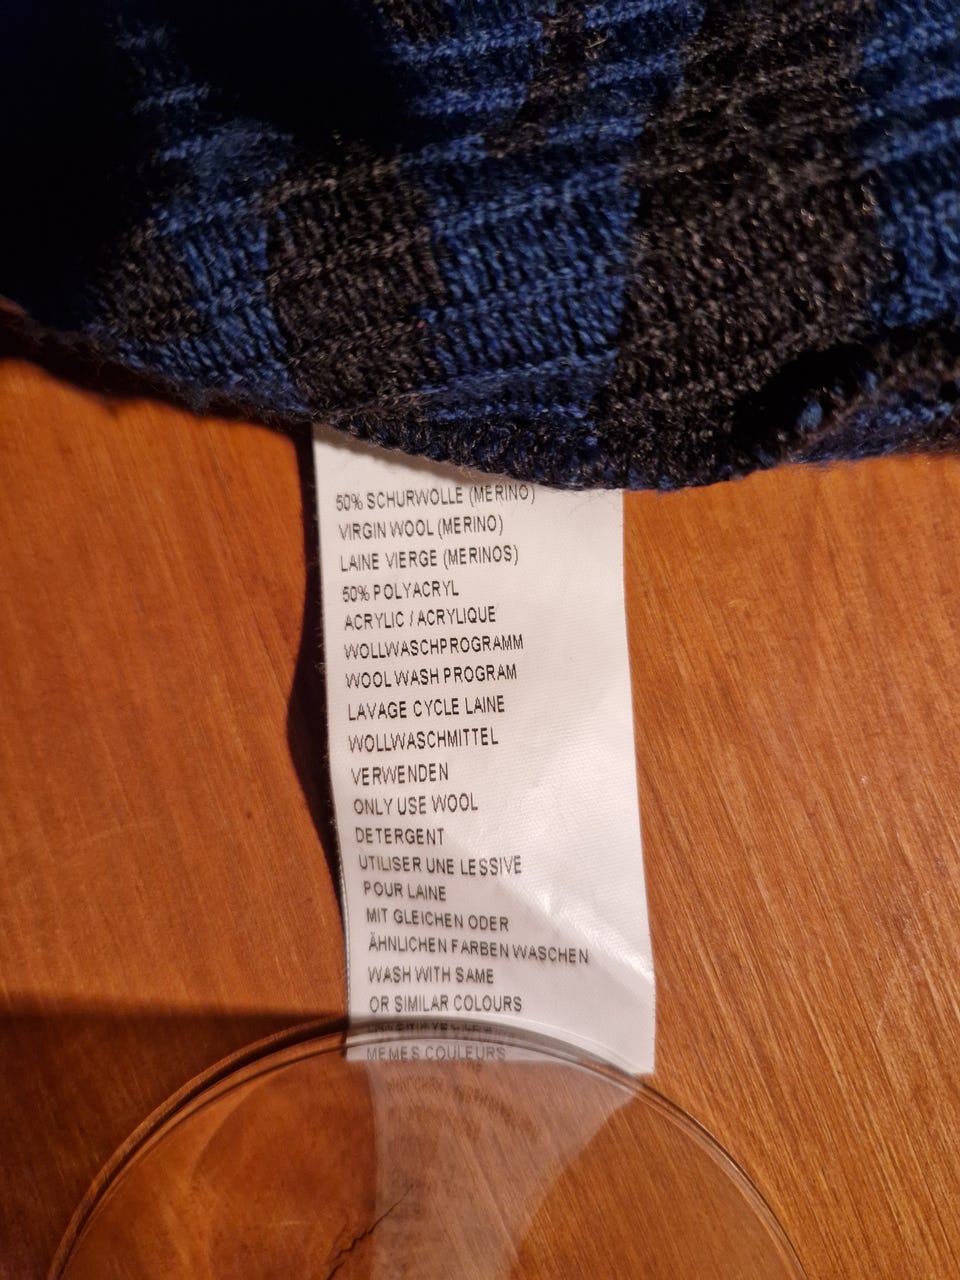 50% SCHURWOLLE (MERINO)
VIRGIN WOOL (MERINO)
LAINE VIERGE (MERINOS)
50% POLYACRYL
ACRYLIC / ACRYLIQUE
WOLLWASCHPROGRAMM
WOOL WASH PROGRAM
LAVAGE CYCLE LAINE
WOLLWASCHMITTEL
VERWENDEN
ONLY USE WOOL
DETERGENT
UTILISER UNE LESSIVE
POUR LAINE
MIT GLEICHEN ODER
ÄHNLICHEN FARBEN WASCHEN
WASH WITH SAME
OR SIMILAR COLOURS
MEMES COULEURS